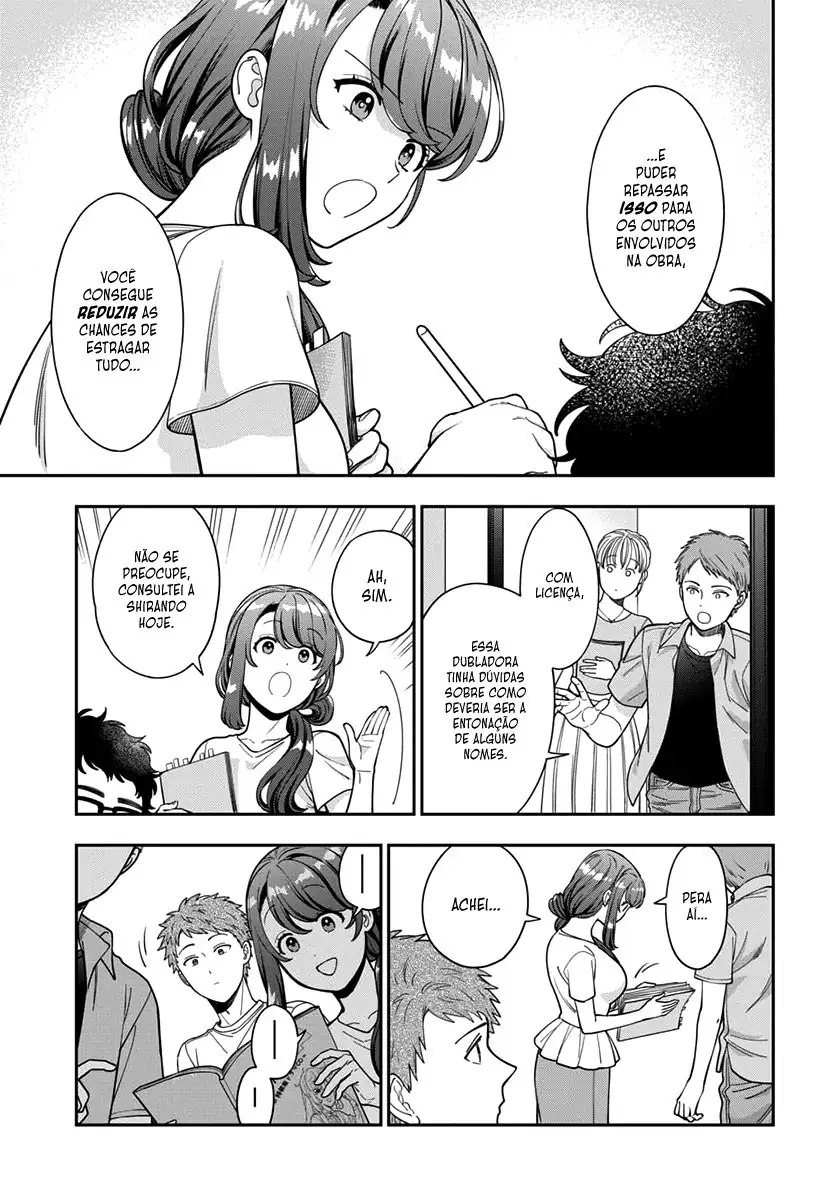 ...E
PUDER
REPASSAR
ISSO PARA
OS OUTROS
ENVOLVIDOS
NA OBRA,
VOCÊ
CONSEGUE
REDUZIR AS
CHANCES DE
ESTRAGAR
TUDO...
COM
LICENÇA,
ESSA
DUBLADORA
TINHA DÚVIDAS
SOBRE COMO
DEVERIA SER A
ENTONAÇÃO
DE ALGUNS
NOMES.
AH,
SIM.
NÃO SE
PREOCUPE,
CONSULTEI A
SHIRANDO
HOJE.
PERA
AÍ...
ACHEI...